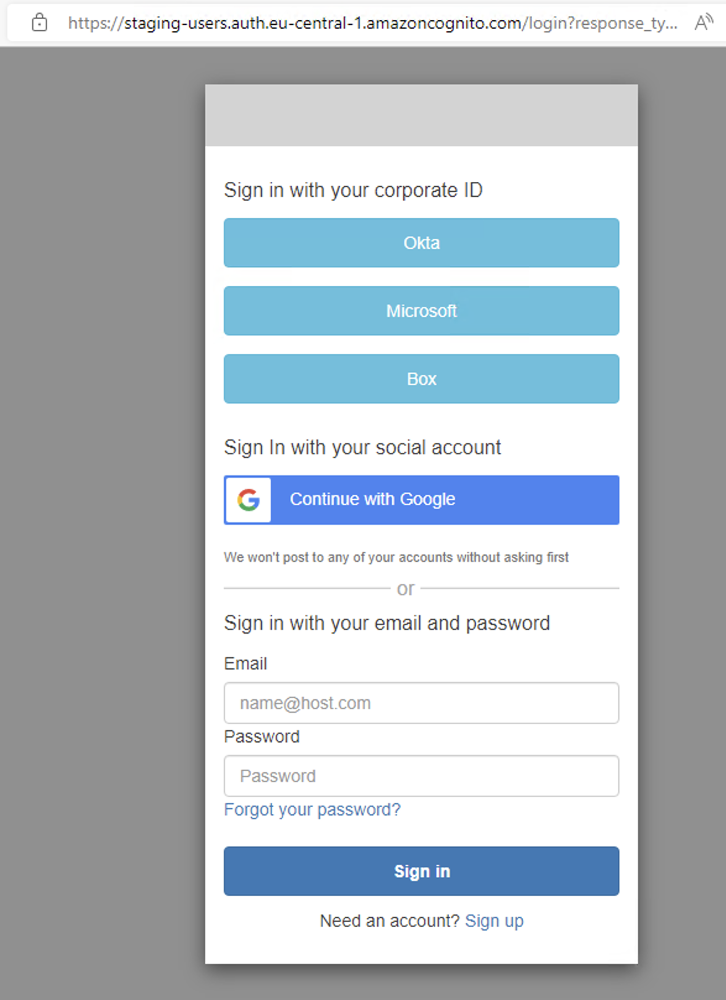 https://staging-users.auth.eu-central-1.amazoncognito.com/login?response_ty...
Sign in with your corporate ID
Okta
Microsoft
Box
Sign In with your social account
Continue with Google
We won't post to any of your accounts without asking first
or
Sign in with your email and password
Email
name@host.com
Password
Password
Forgot your password?
Sign in
Need an account? Sign up